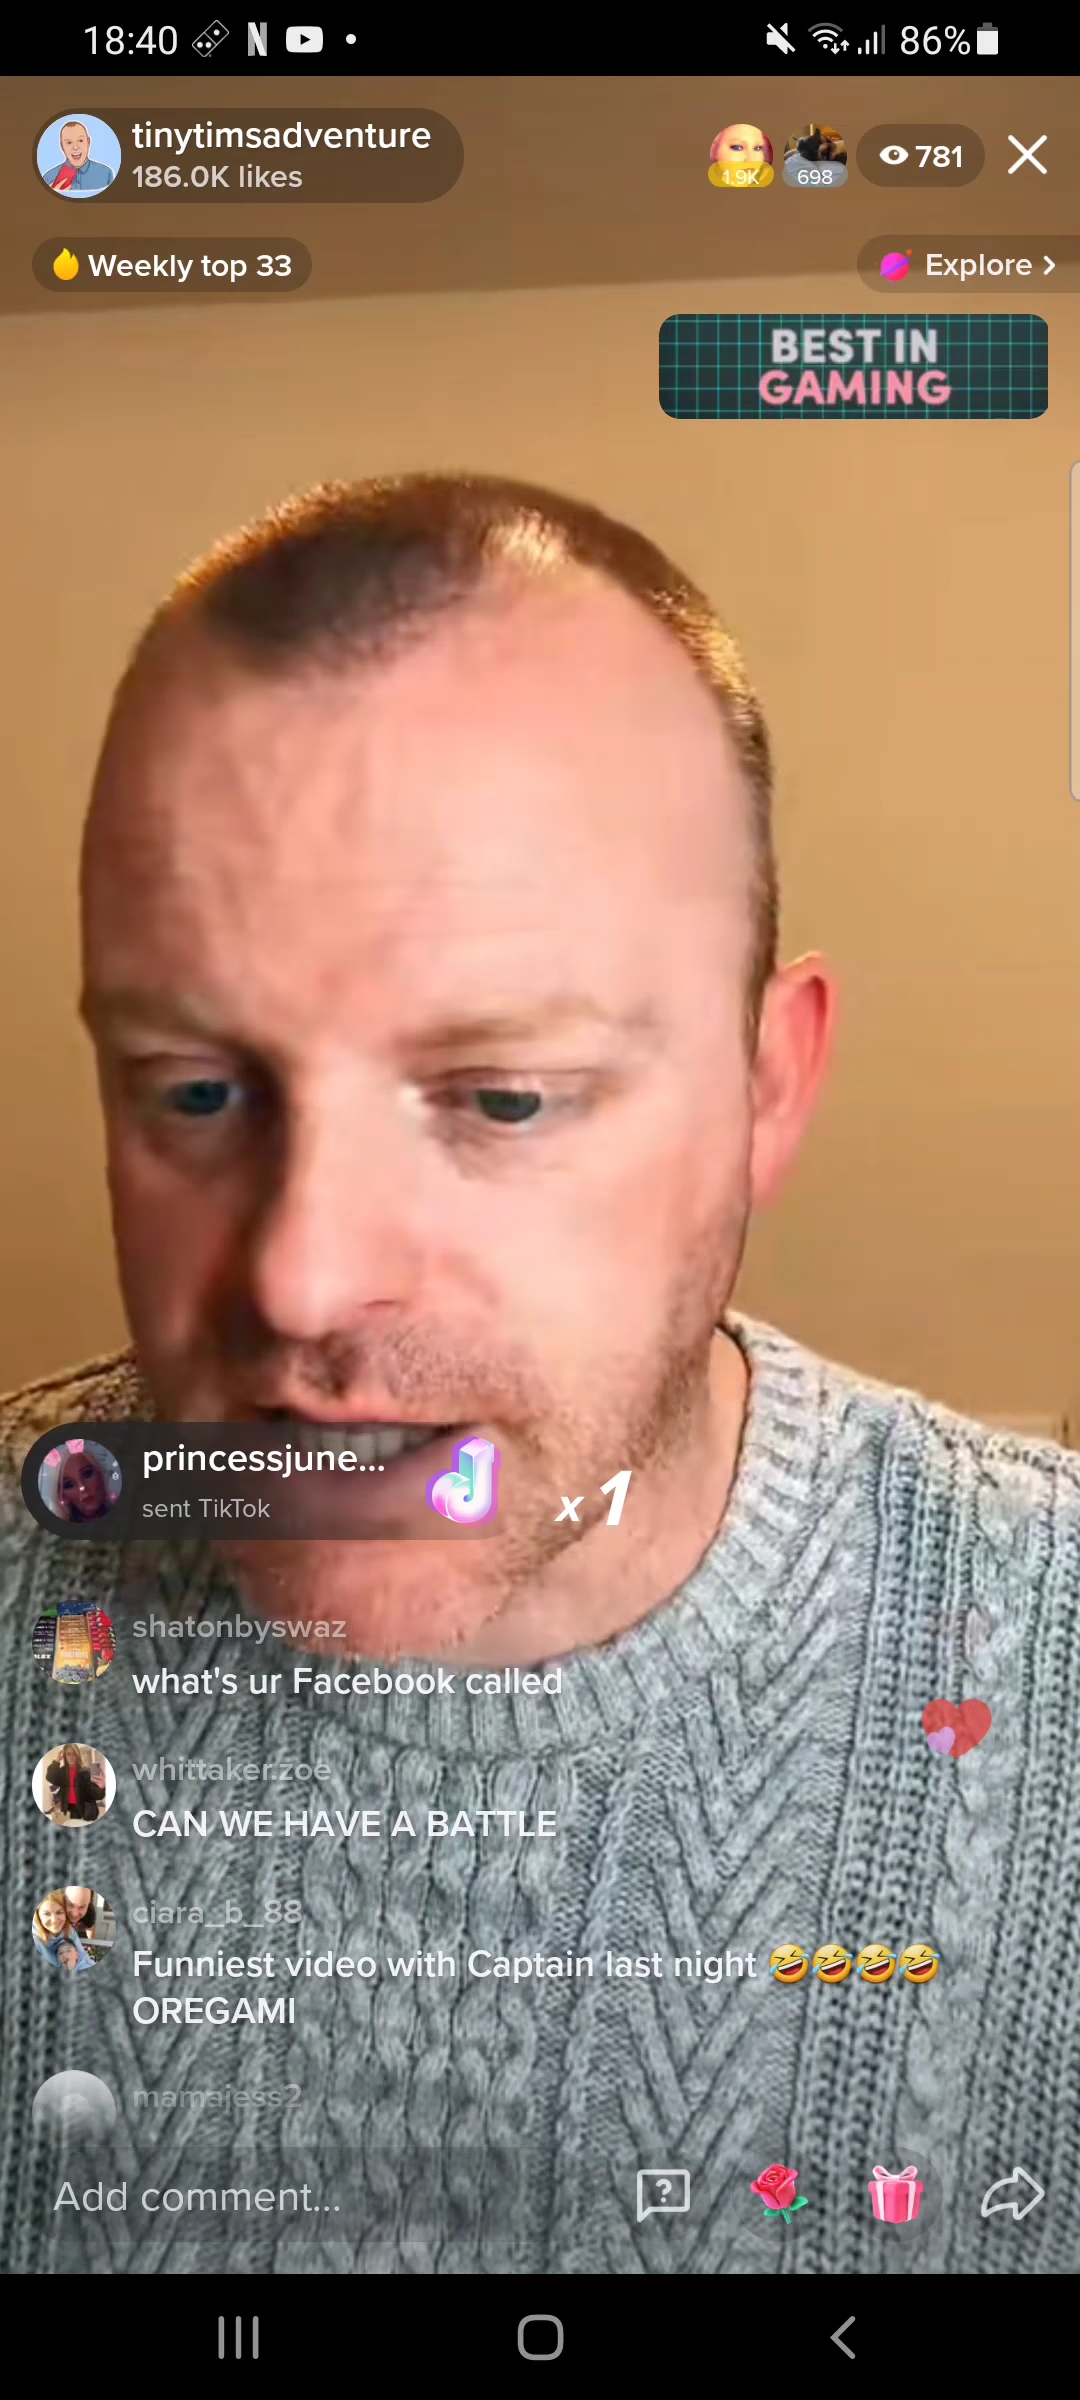 18:40
86%
tinytimsadventure
186.0K likes
1.9K
698
781
Weekly top 33
Explore
BEST IN
GAMING
princessjune...
sent TikTok
x 1
shatonbyswaz
what's ur Facebook called
whittaker.zoe
CAN WE HAVE A BATTLE
ciara_b_88
Funniest video with Captain last night 🤣🤣🤣🤣
OREGAMI
mamajess2
Add comment...